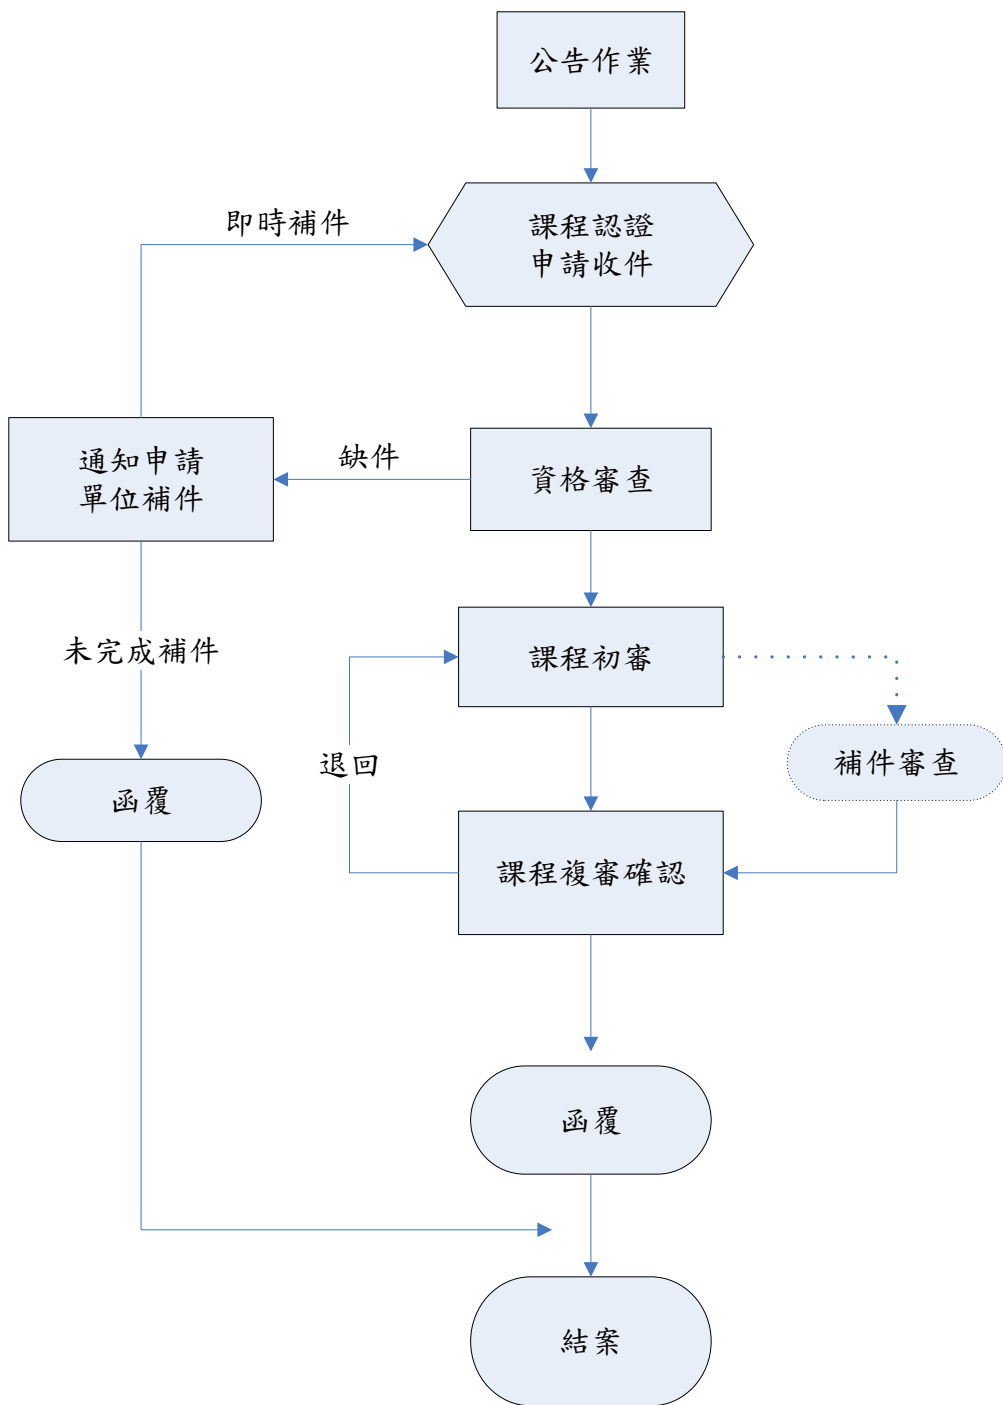 公告作業
即時補件
課程認證
申請收件
通知申請
單位補件
缺件
資格審查
未完成補件
課程初審
退回
補件審查
函覆
課程複審確認
函覆
結案